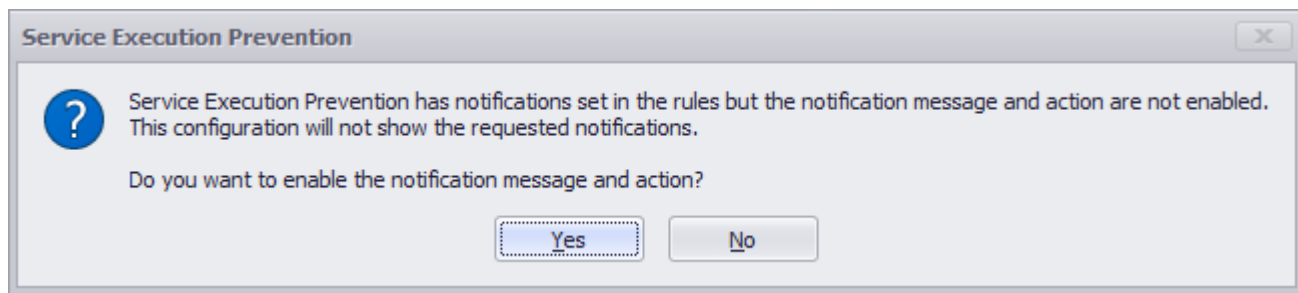 Service Execution Prevention
Service Execution Prevention has notifications set in the rules but the notification message and action are not enabled.
This configuration will not show the requested notifications.
Do you want to enable the notification message and action?
Yes
No